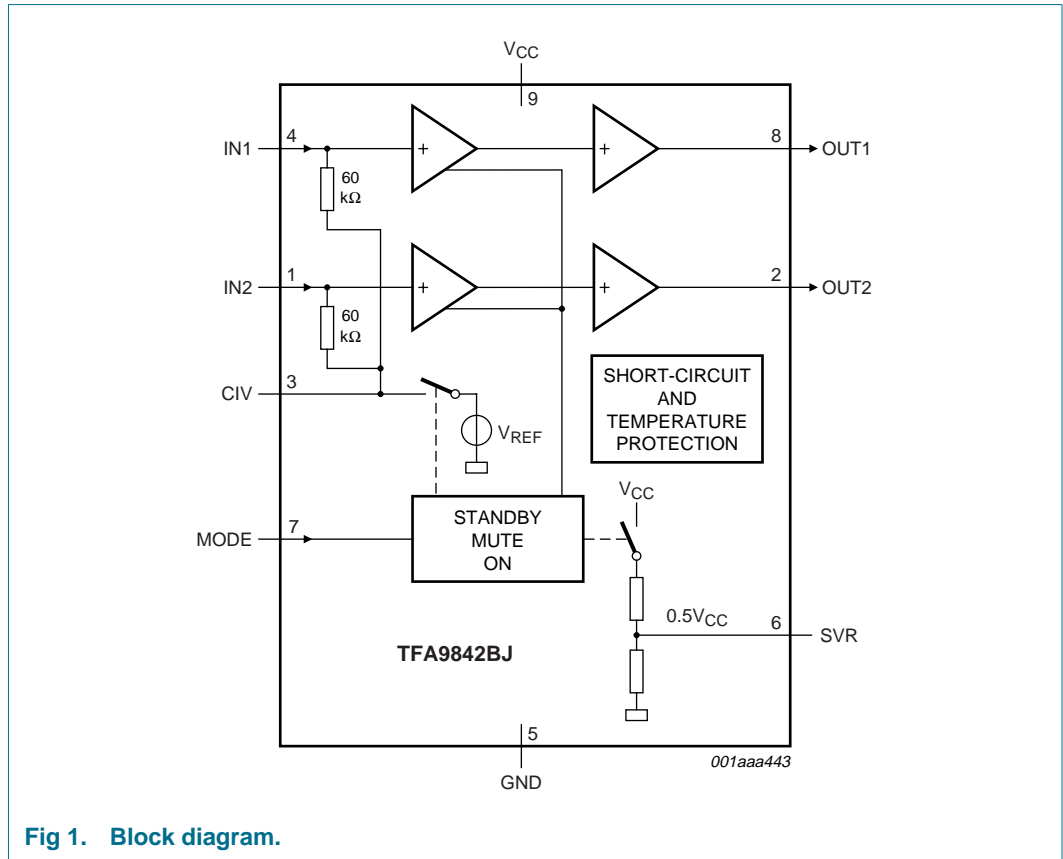 VCC
9
IN1
4
60
kΩ
+
+
8
OUT1
IN2
1
60
kΩ
+
+
2
OUT2
CIV
3
VREF
SHORT-CIRCUIT
AND
TEMPERATURE
PROTECTION
MODE
7
STANDBY
MUTE
ON
VCC
0.5VCC
6
SVR
TFA9842BJ
5
GND
001aaa443
Fig 1. Block diagram.